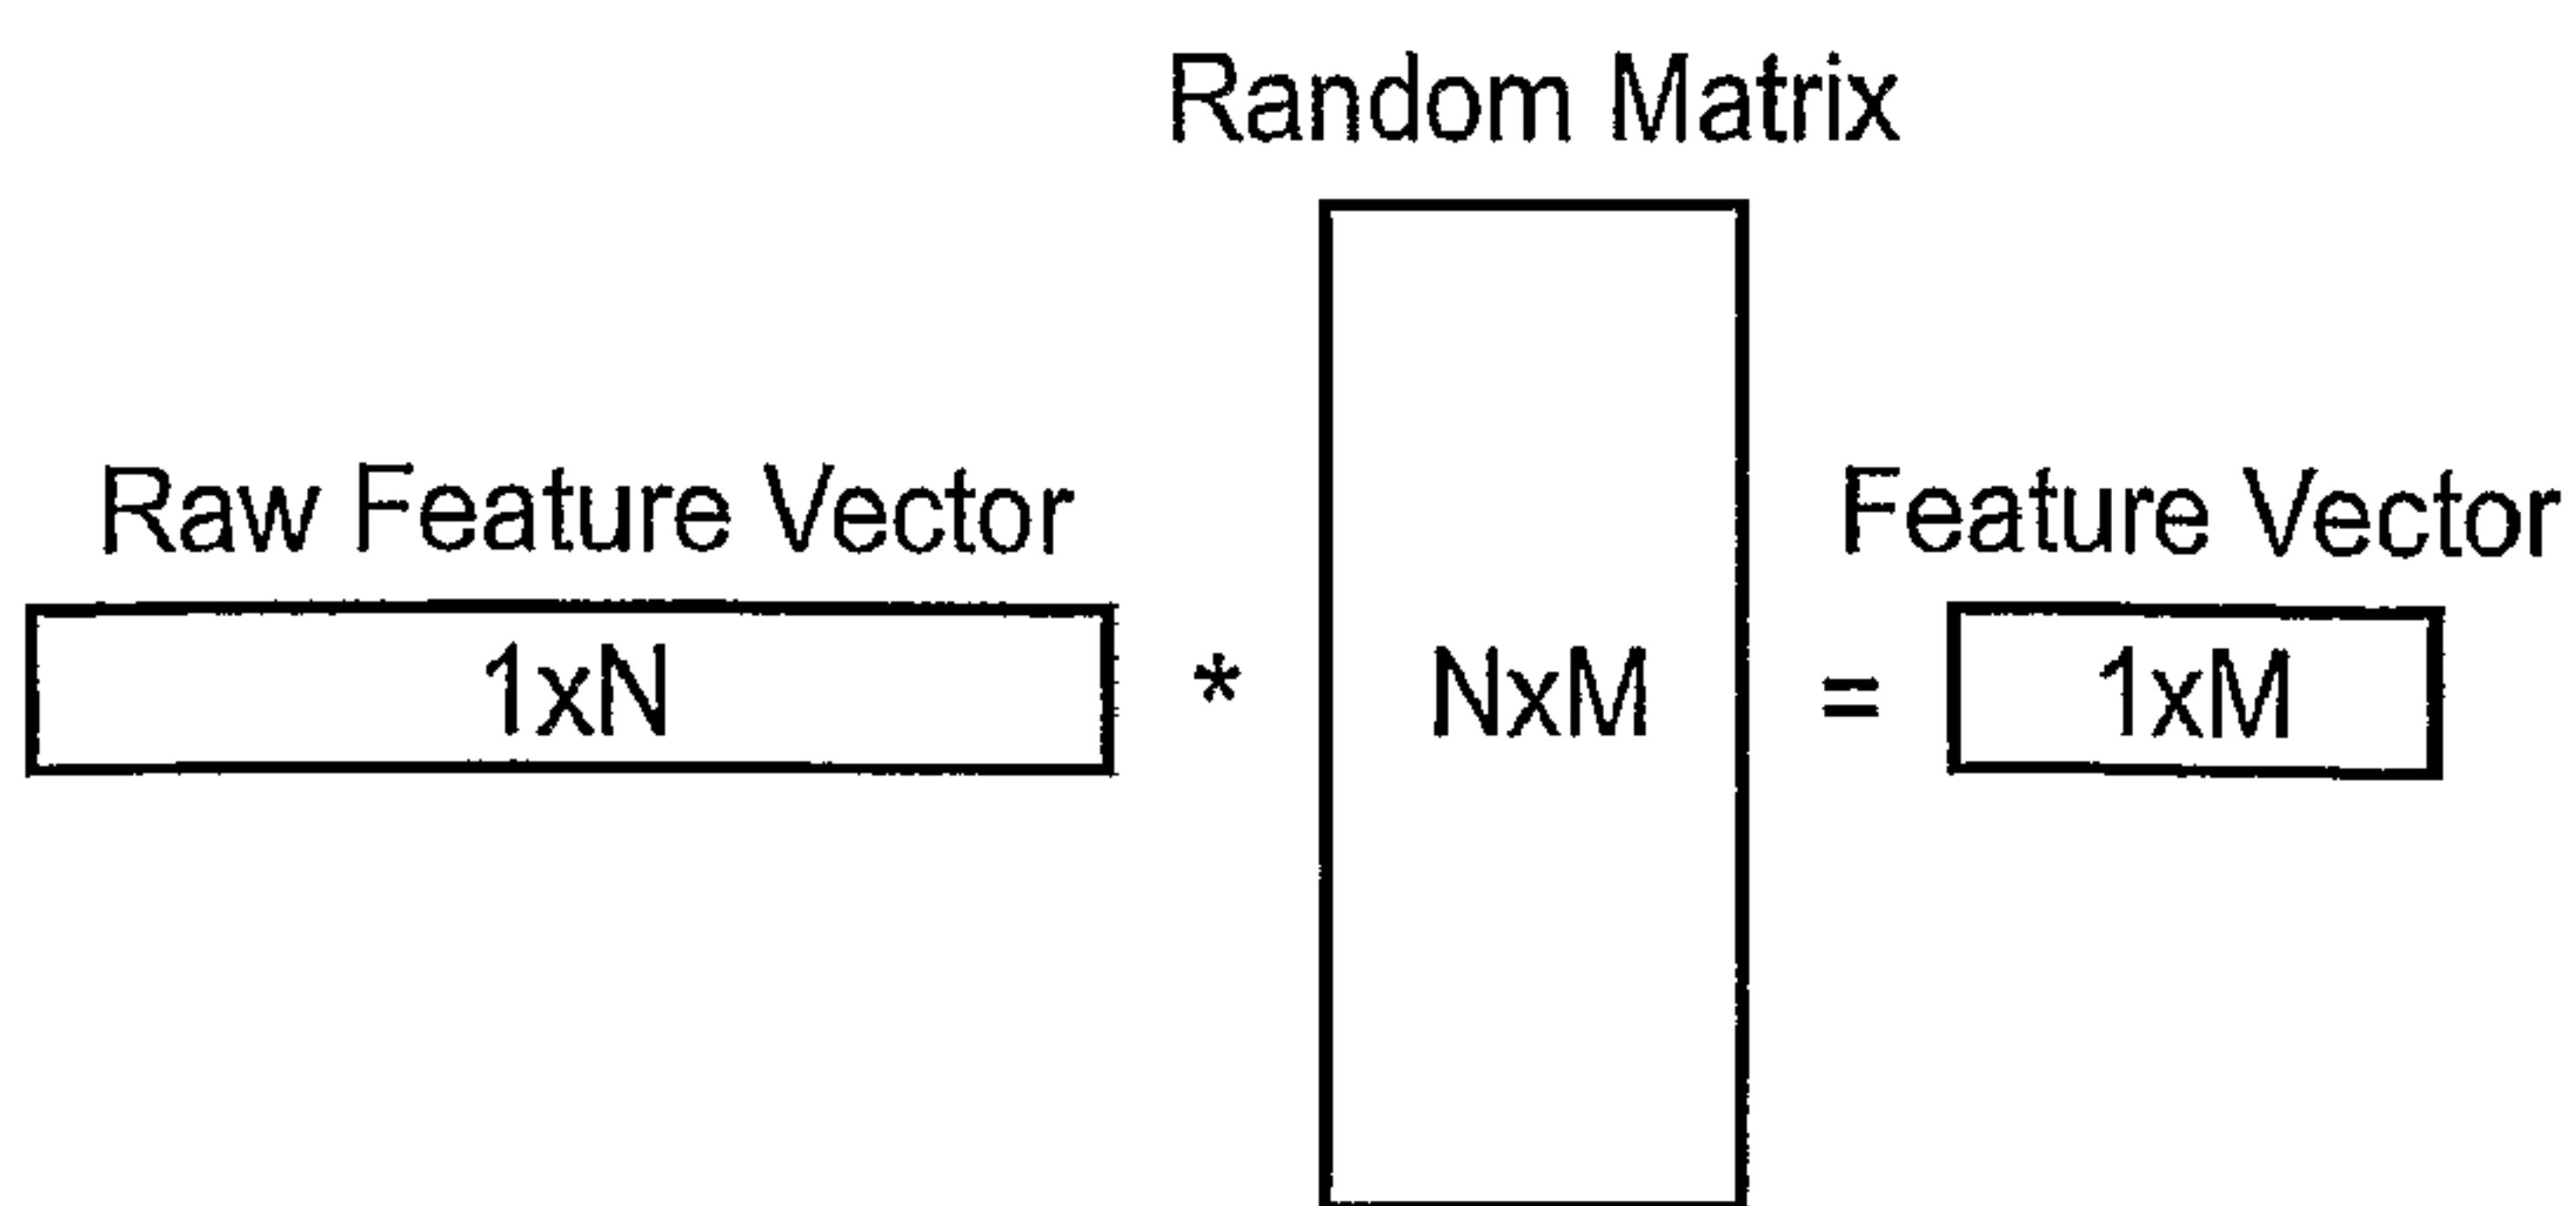 Random Matrix
Raw Feature Vector
Feature Vector
1xN * NxM = 1xM